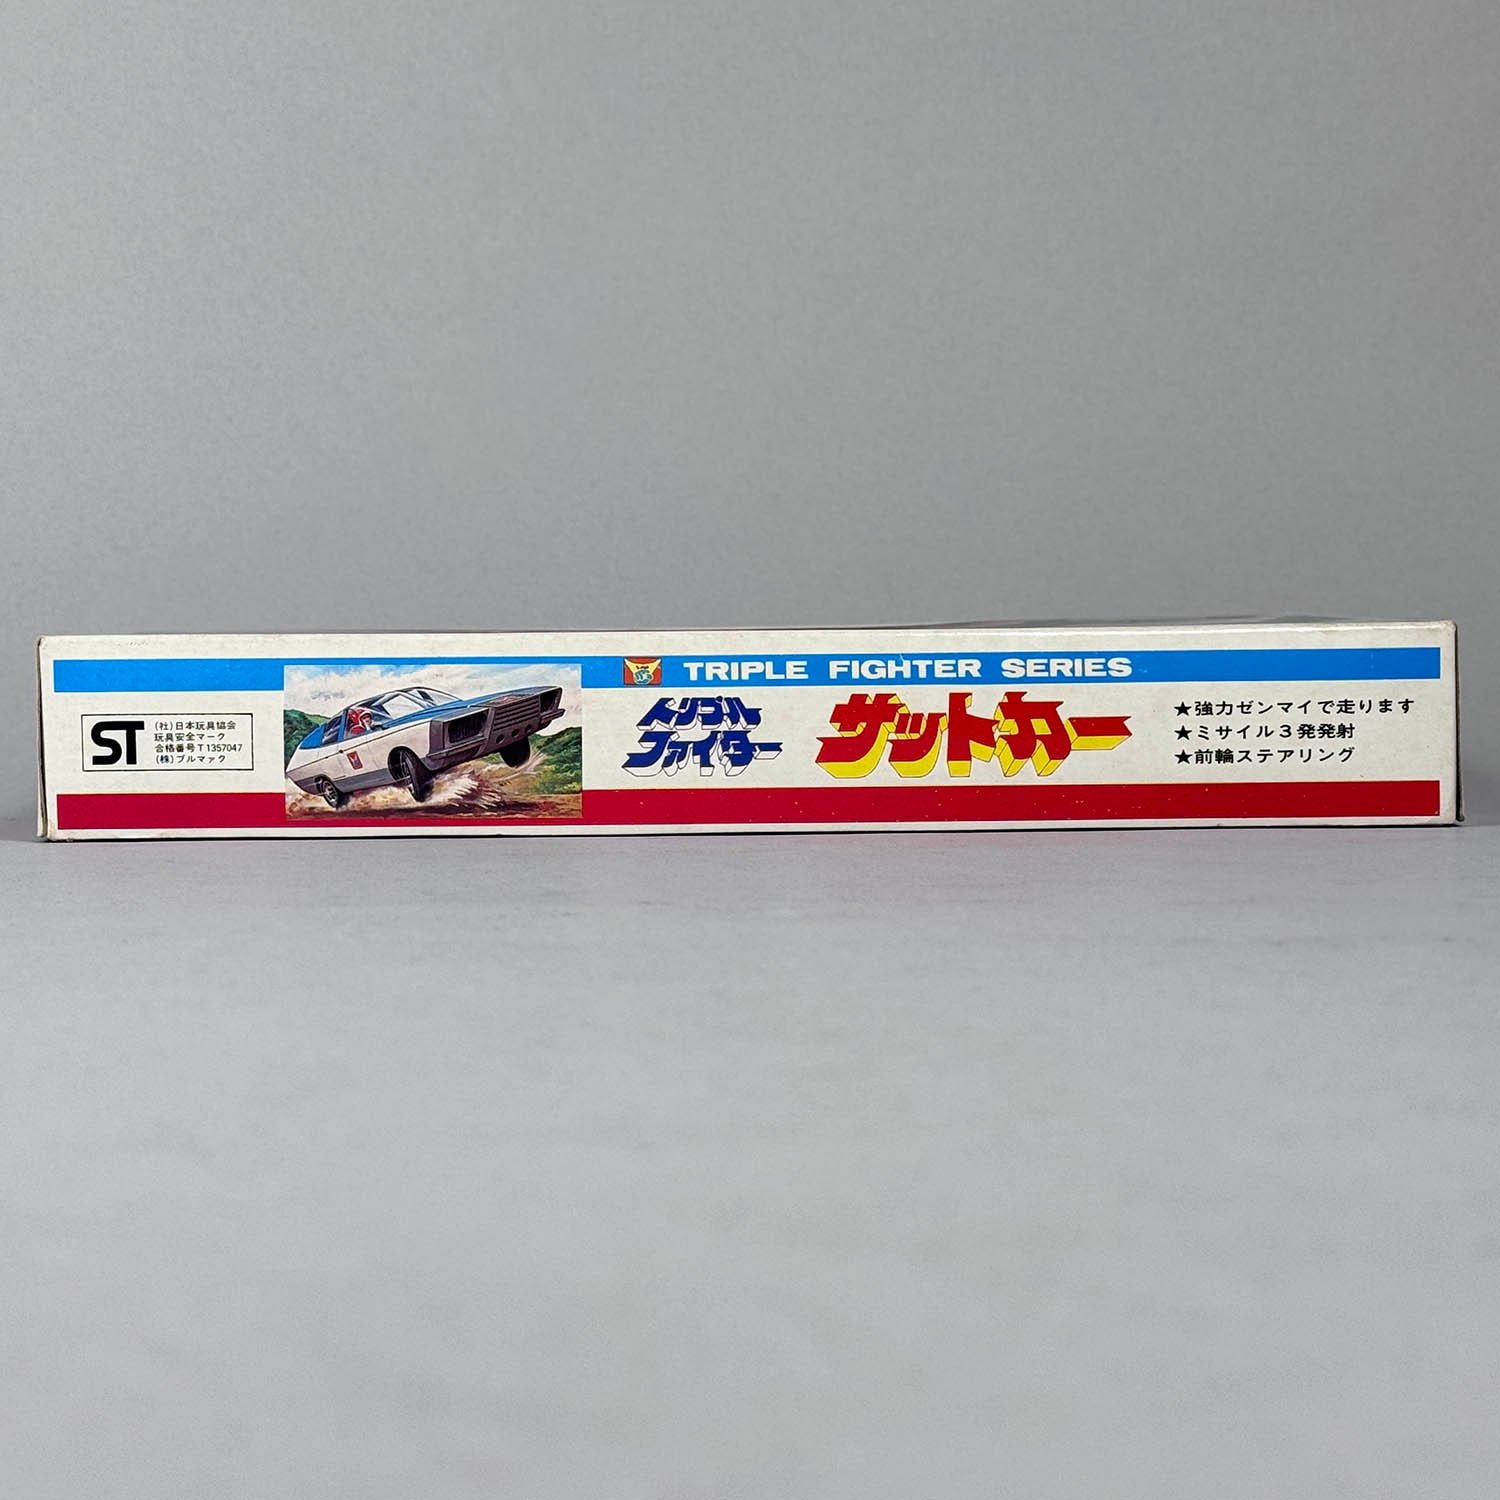 TRIPLE FIGHTER SERIES
ST
(社)日本玩具協会
玩具安全マーク
合格番号T1357047
(株)ブルマァク
トリプル
ファイター
サットカー
★強力ゼンマイで走ります
★ミサイル3発発射
★前輪ステアリング